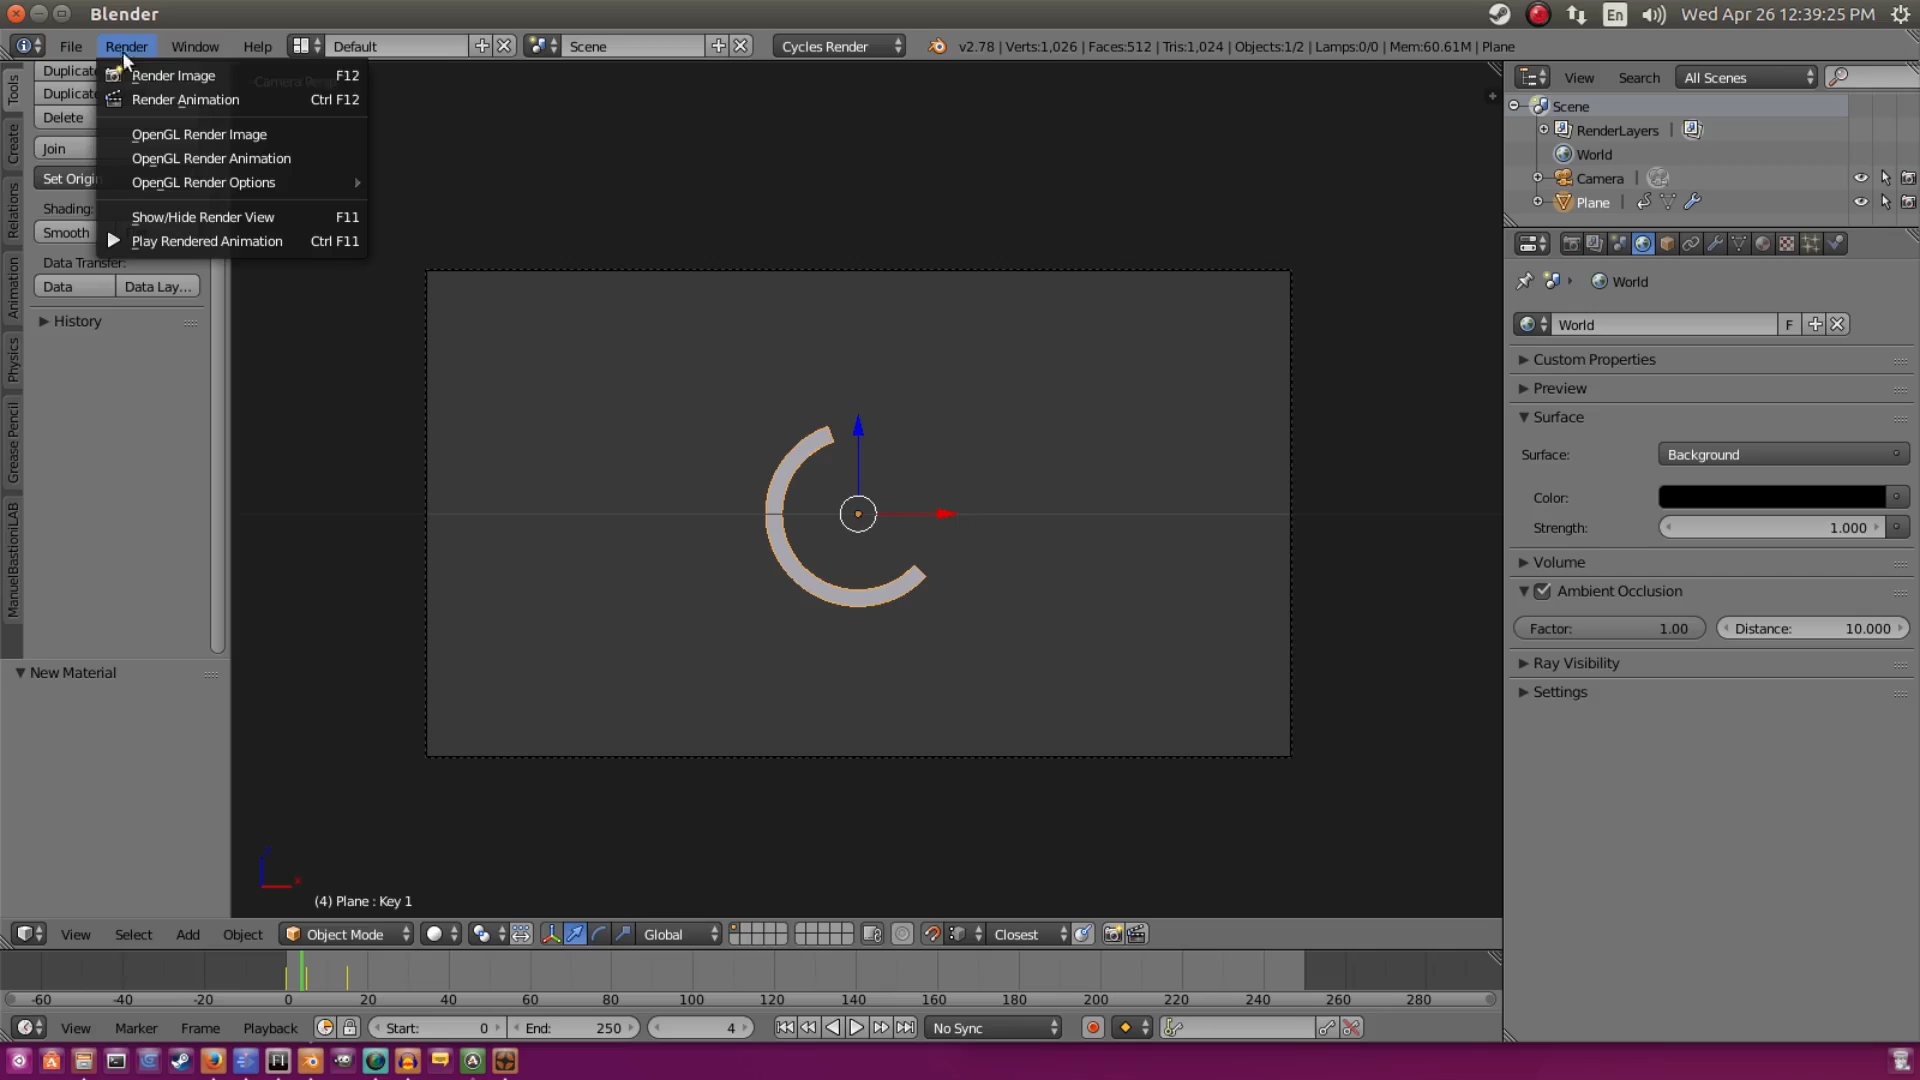 Blender
En
Wed Apr 26 12:39:25 PM
File
Render
Window
Help
Default
Scene
Cycles Render
v2.78 | Verts:1,026 | Faces:512 | Tris:1,024 | Objects:1/2 | Lamps:0/0 | Mem:60.61M | Plane
Tools
Create
Relations
Animation
Physics
Grease Pencil
ManuelBastioniLAB
Duplicate
Duplicate
Delete
Join
Set Origin
Shading:
Smooth
Data Transfer:
Data
Data Lay...
History
New Material
Render Image F12
Render Animation Ctrl F12
OpenGL Render Image
OpenGL Render Animation
OpenGL Render Options
Show/Hide Render View F11
Play Rendered Animation Ctrl F11
(4) Plane : Key 1
View
Search
All Scenes
Scene
RenderLayers
World
Camera
Plane
World
World
F
Custom Properties
Preview
Surface
Surface:
Background
Color:
Strength:
1.000
Volume
Ambient Occlusion
Factor: 1.00
Distance: 10.000
Ray Visibility
Settings
View
Select
Add
Object
Object Mode
Global
Closest
-60 -40 -20 0 20 40 60 80 100 120 140 160 180 200 220 240 260 280
View
Marker
Frame
Playback
Start: 0
End: 250
4
No Sync